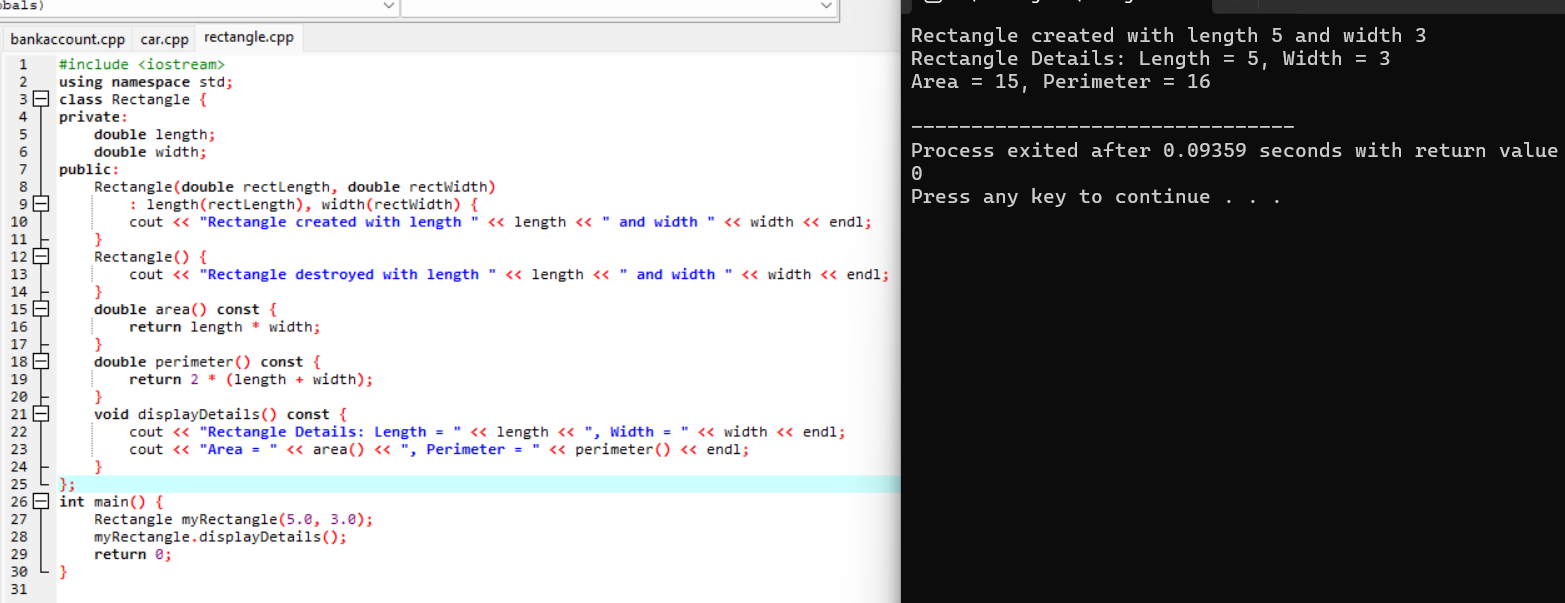 obals)
bankaccount.cpp car.cpp rectangle.cpp
1 #include <iostream>
2 using namespace std;
3 class Rectangle {
4 private:
5 double length;
6 double width;
7 public:
8 Rectangle(double rectLength, double rectWidth)
9 : length(rectLength), width(rectWidth) {
10 cout << "Rectangle created with length " << length << " and width " << width << endl;
11 }
12 Rectangle() {
13 cout << "Rectangle destroyed with length " << length << " and width " << width << endl;
14 }
15 double area() const {
16 return length * width;
17 }
18 double perimeter() const {
19 return 2 * (length + width);
20 }
21 void displayDetails() const {
22 cout << "Rectangle Details: Length = " << length << ", Width = " << width << endl;
23 cout << "Area = " << area() << ", Perimeter = " << perimeter() << endl;
24 }
25 };
26 int main() {
27 Rectangle myRectangle(5.0, 3.0);
28 myRectangle.displayDetails();
29 return 0;
30 }
31
Rectangle created with length 5 and width 3
Rectangle Details: Length = 5, Width = 3
Area = 15, Perimeter = 16
--------------------------------
Process exited after 0.09359 seconds with return value
0
Press any key to continue . . .